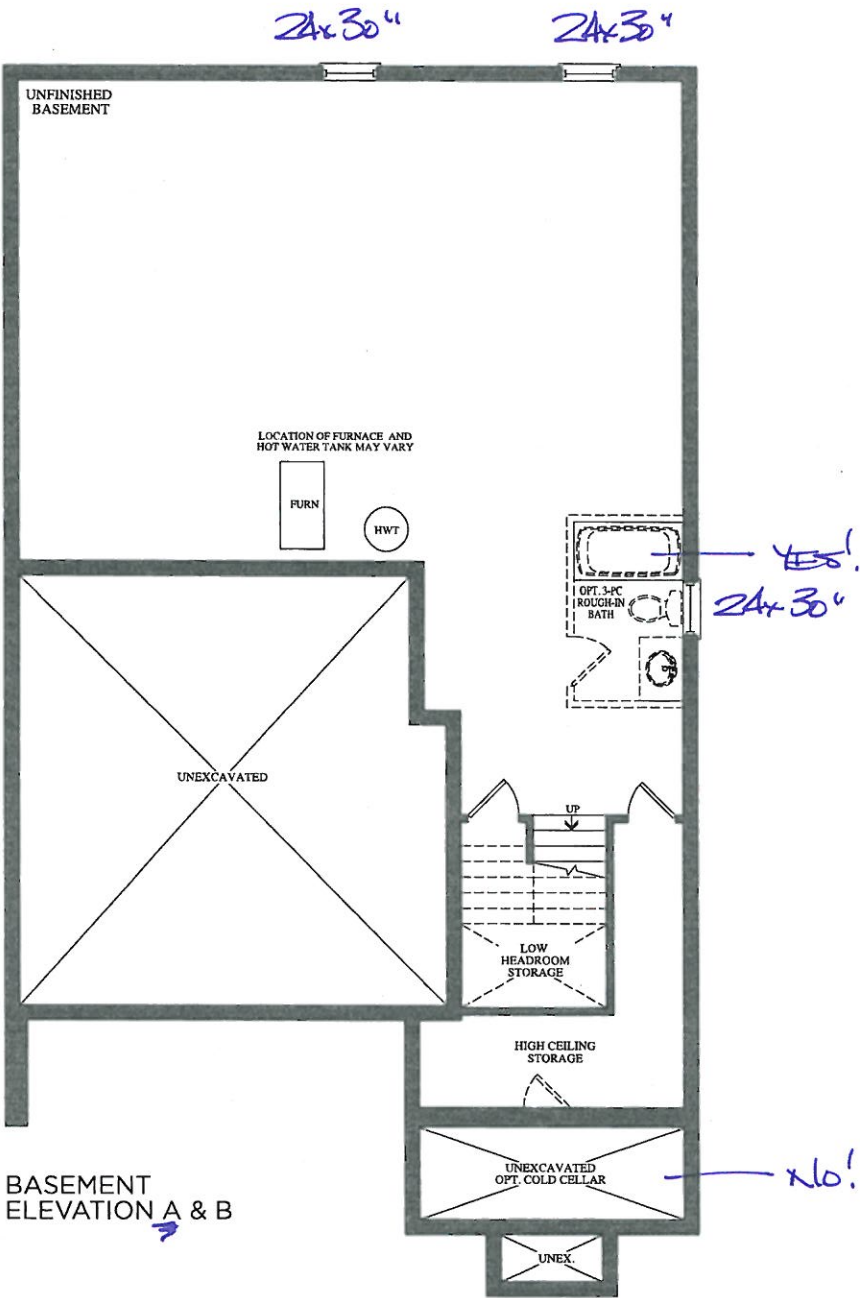 24x30" 24x30"
UNFINISHED
BASEMENT
LOCATION OF FURNACE AND
HOT WATER TANK MAY VARY
FURN
HWT
YES!
OPT. 3-PC
ROUGH-IN
BATH
24x30"
UNEXCAVATED
UP
LOW
HEADROOM
STORAGE
HIGH CEILING
STORAGE
UNEXCAVATED
OPT. COLD CELLAR
NO!
BASEMENT
ELEVATION A & B
UNEX.